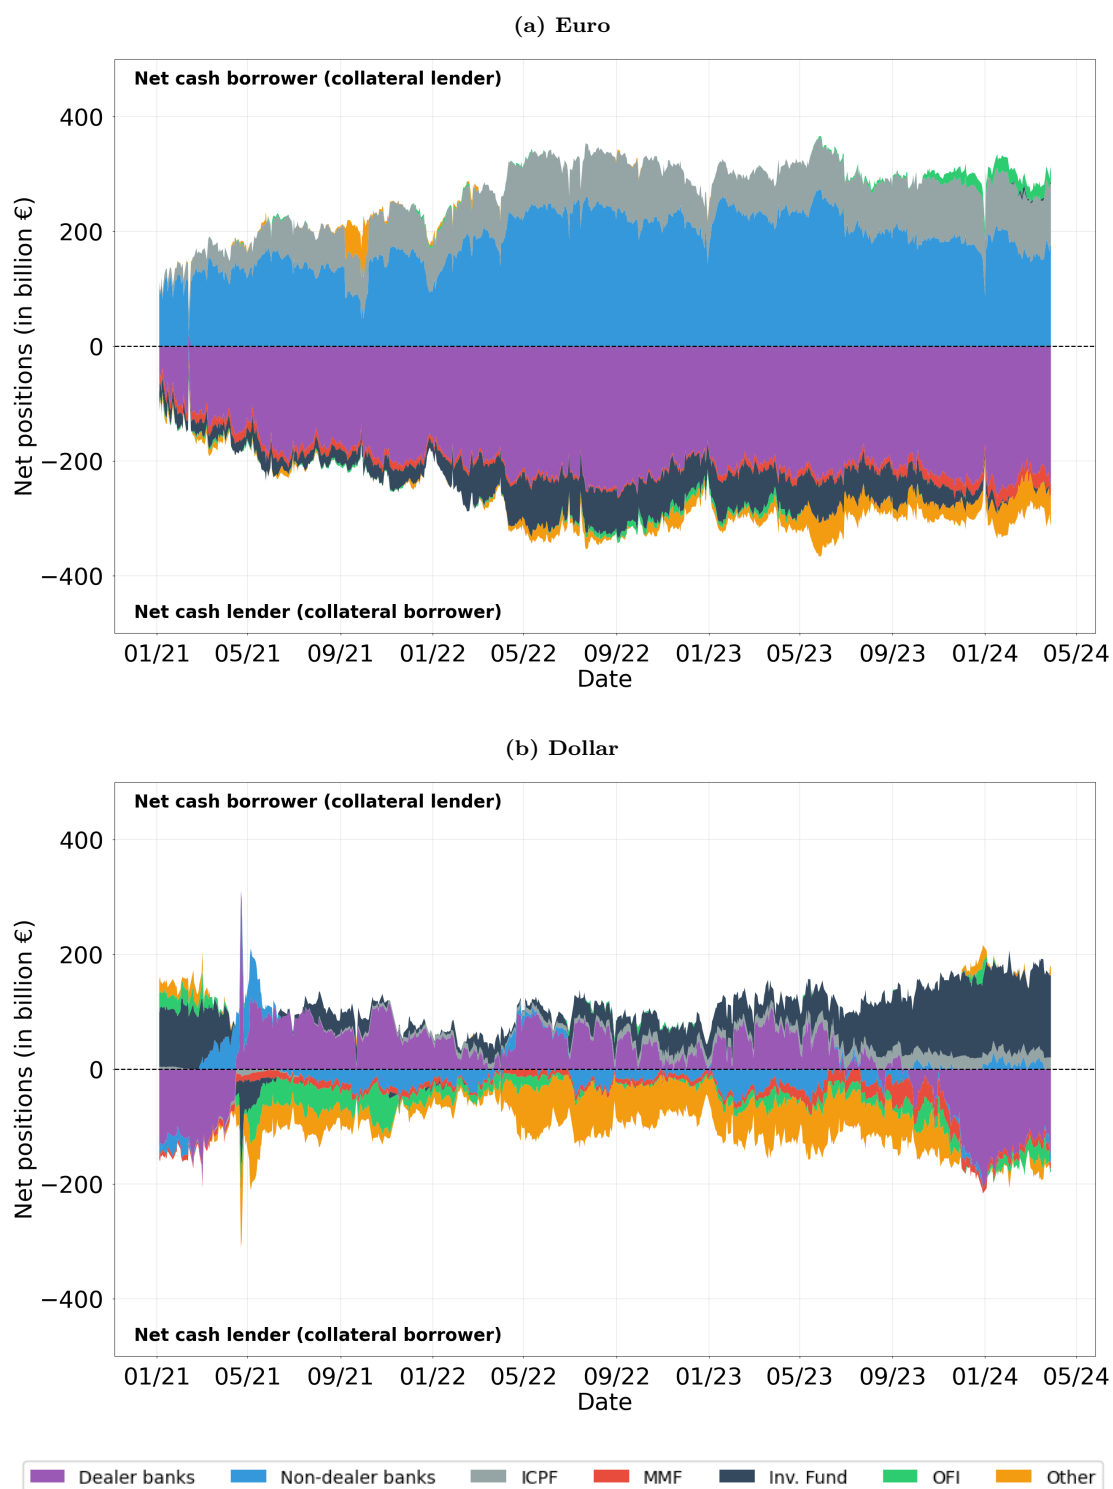 (a) Euro
Net cash borrower (collateral lender)
400
200
0
−200
−400
Net positions (in billion €)
Net cash lender (collateral borrower)
01/21 05/21 09/21 01/22 05/22 09/22 01/23 05/23 09/23 01/24 05/24
Date
(b) Dollar
Net cash borrower (collateral lender)
400
200
0
−200
−400
Net positions (in billion €)
Net cash lender (collateral borrower)
01/21 05/21 09/21 01/22 05/22 09/22 01/23 05/23 09/23 01/24 05/24
Date
Dealer banks Non-dealer banks ICPF MMF Inv. Fund OFI Other